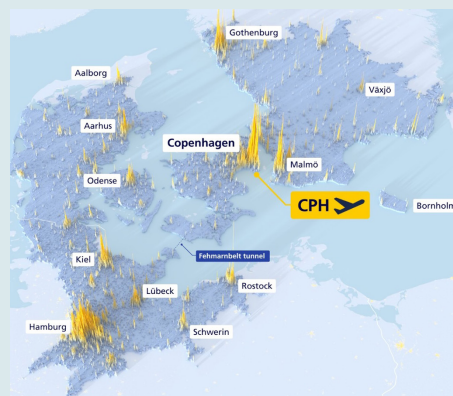 Gothenburg
Aalborg
Växjö
Aarhus
Copenhagen
Malmö
Odense
CPH
Bornholm
Fehmarnbelt tunnel
Kiel
Rostock
Lübeck
Hamburg
Schwerin